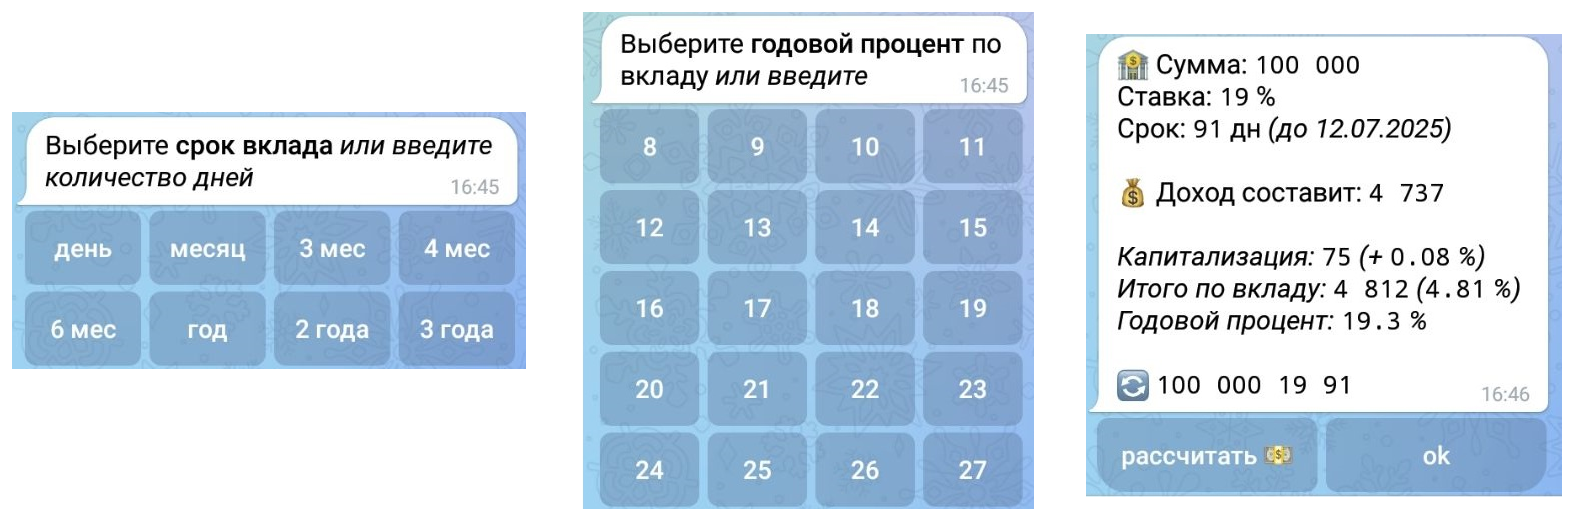 Выберите срок вклада или введите
количество дней
16:45
день месяц 3 мес 4 мес
6 мес год 2 года 3 года
Выберите годовой процент по
вкладу или введите
16:45
8 9 10 11
12 13 14 15
16 17 18 19
20 21 22 23
24 25 26 27
Сумма: 100 000
Ставка: 19 %
Срок: 91 дн (до 12.07.2025)
Доход составит: 4 737
Капитализация: 75 (+ 0.08 %)
Итого по вкладу: 4 812 (4.81 %)
Годовой процент: 19.3 %
100 000 19 91
16:46
рассчитать ok